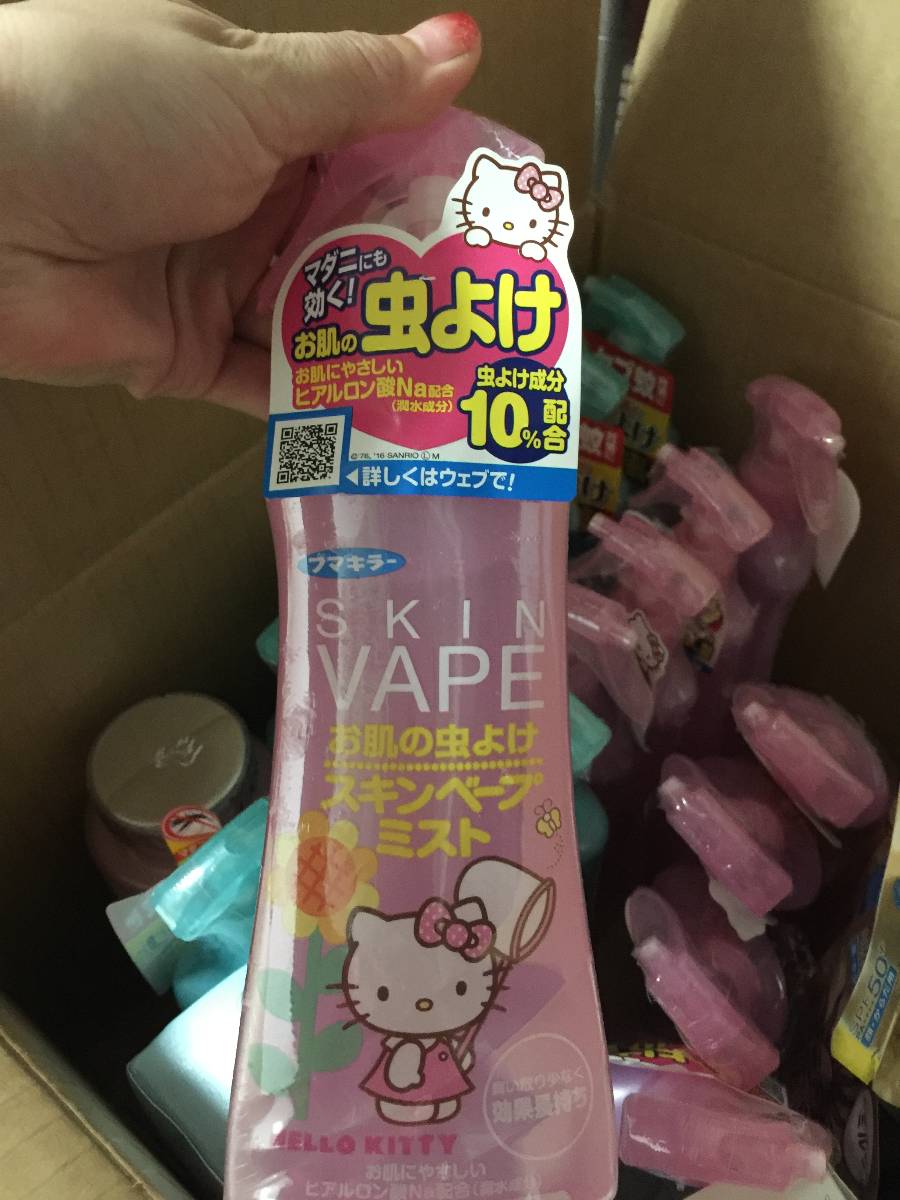 マダニにも
効く!
お肌の虫よけ
お肌にやさしい
ヒアルロン酸Na配合
(潤水成分)
虫よけ成分
10%配合
©'76, '16 SANRIO Ⓛ M
◀詳しくはウェブで!
フマキラー
SKIN
VAPE
お肌の虫よけ
スキンベープ
ミスト
効果長持ち
HELLO KITTY
お肌にやさしい
ヒアルロン酸Na配合(潤水成分)
50